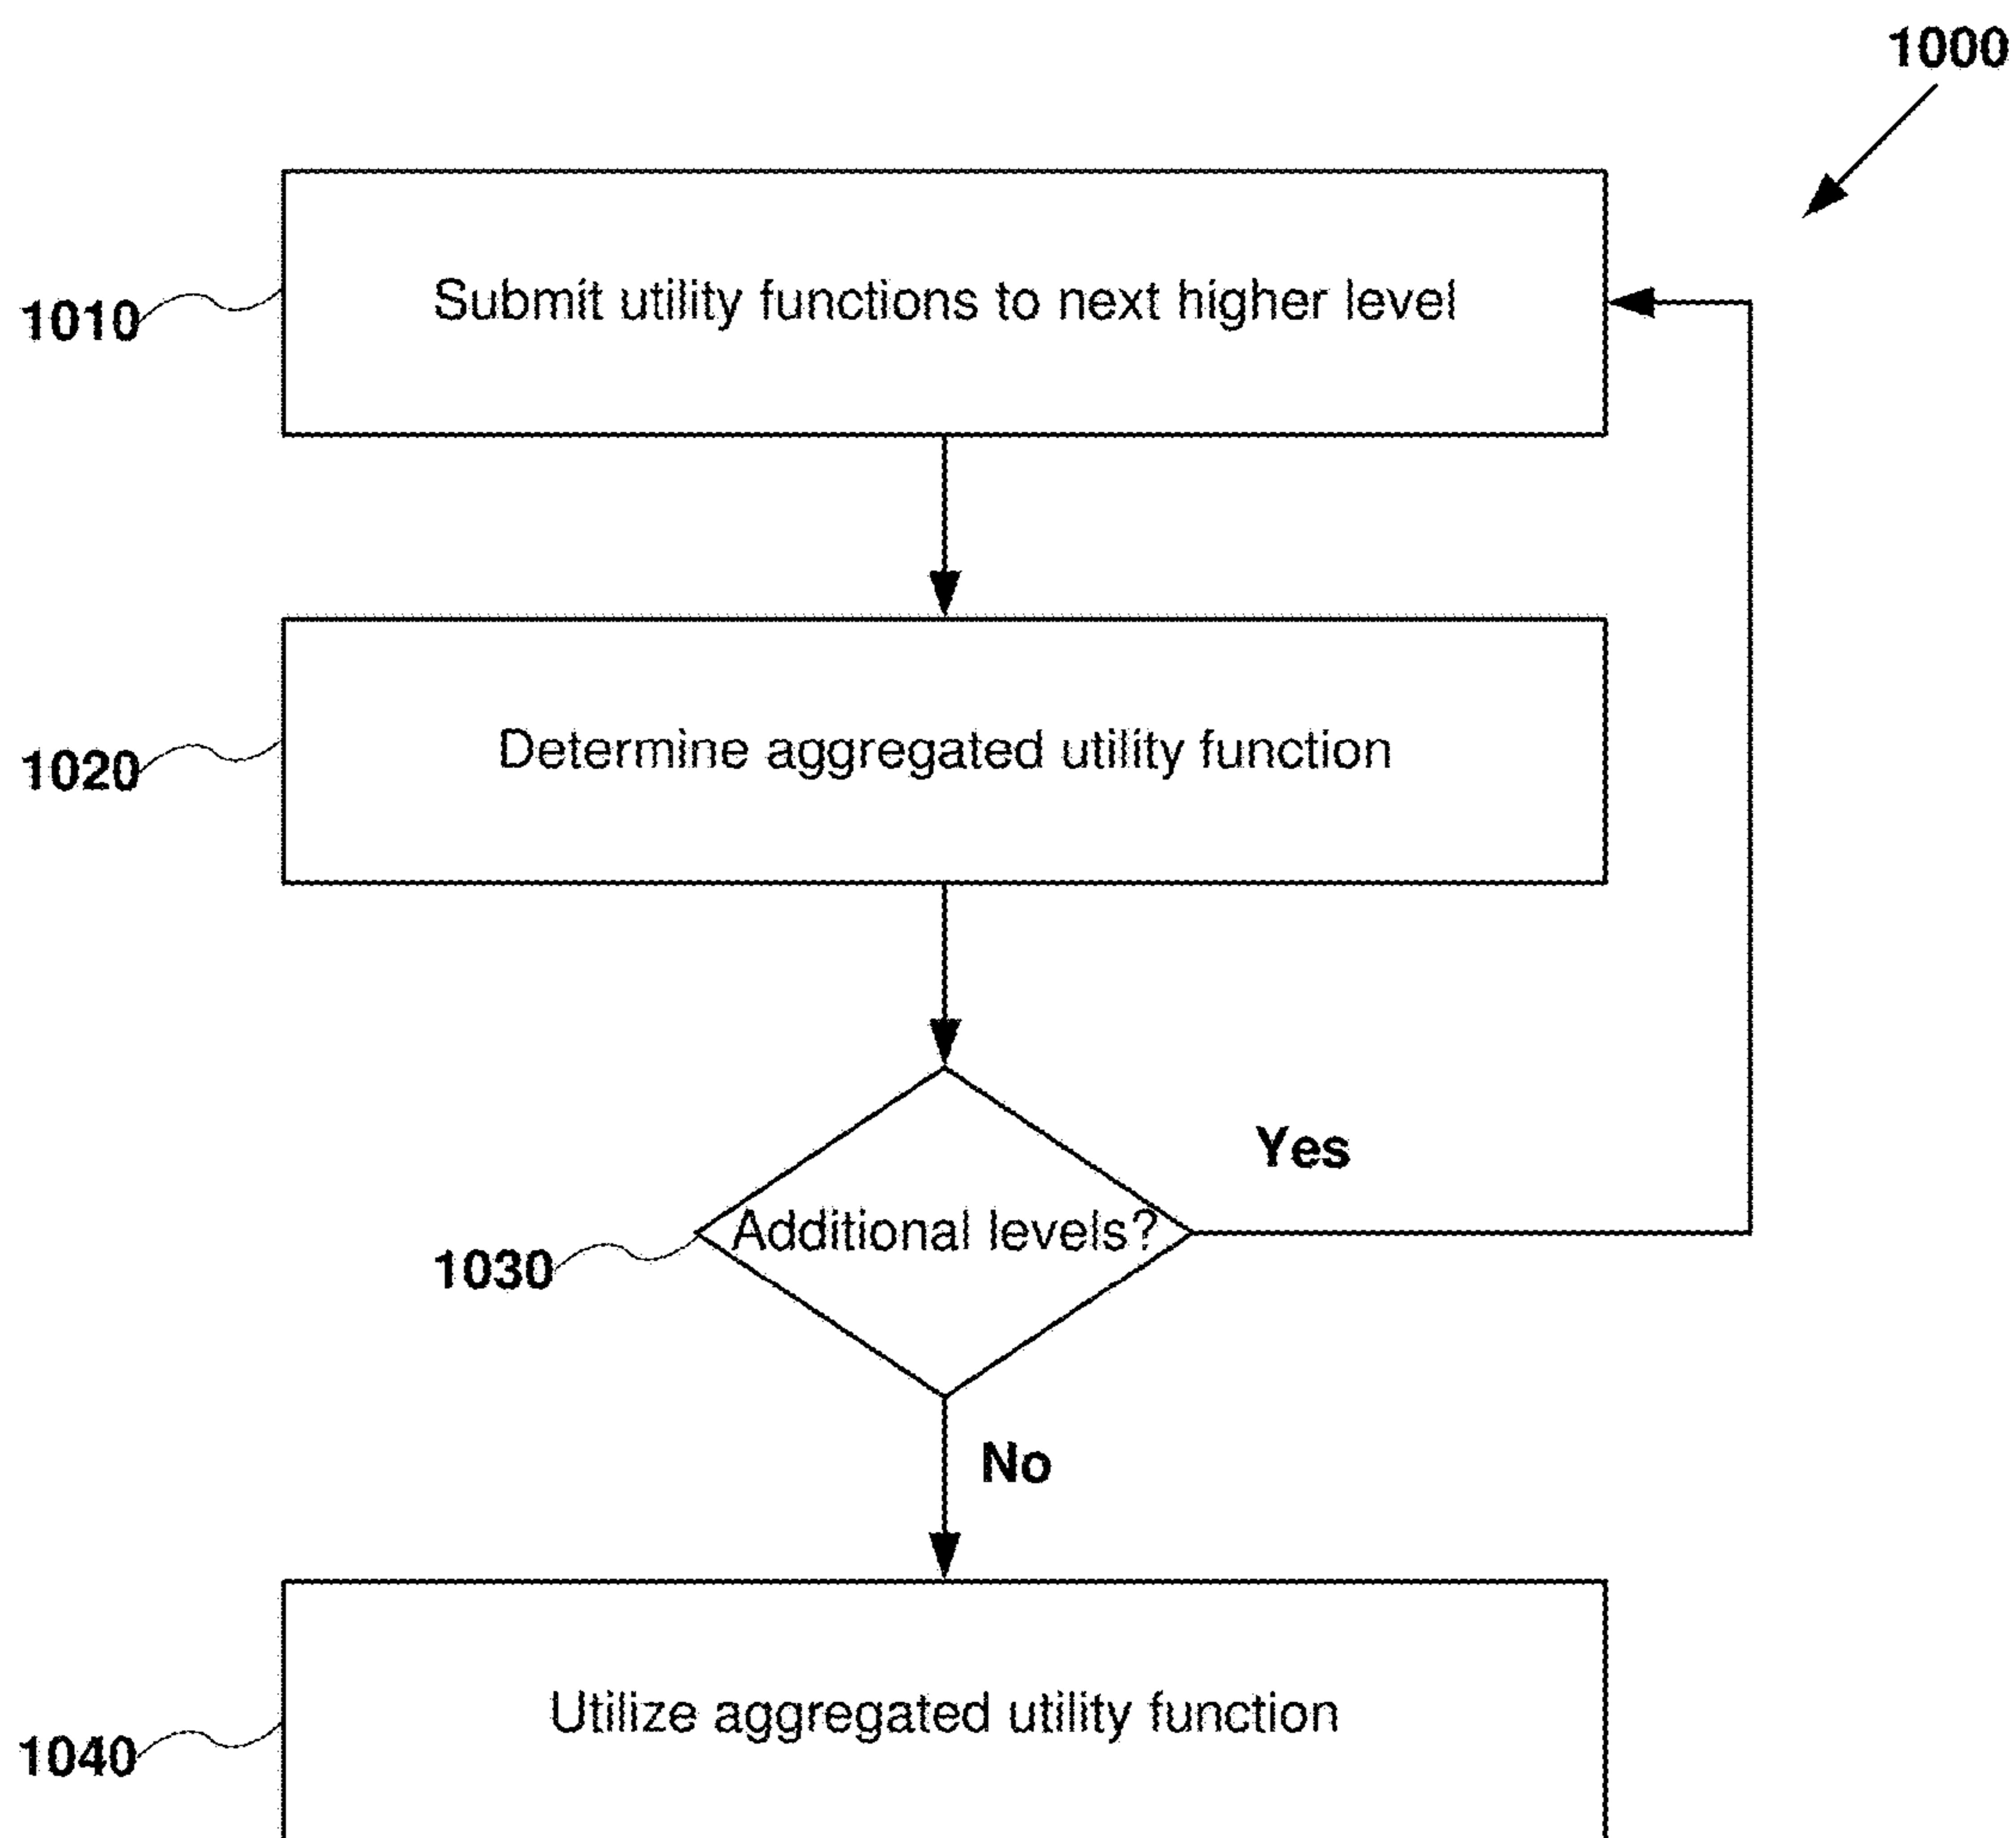 1000
Submit utility functions to next higher level
1010
Determine aggregated utility function
1020
Yes
Additional levels?
1030
No
Utilize aggregated utility function
1040